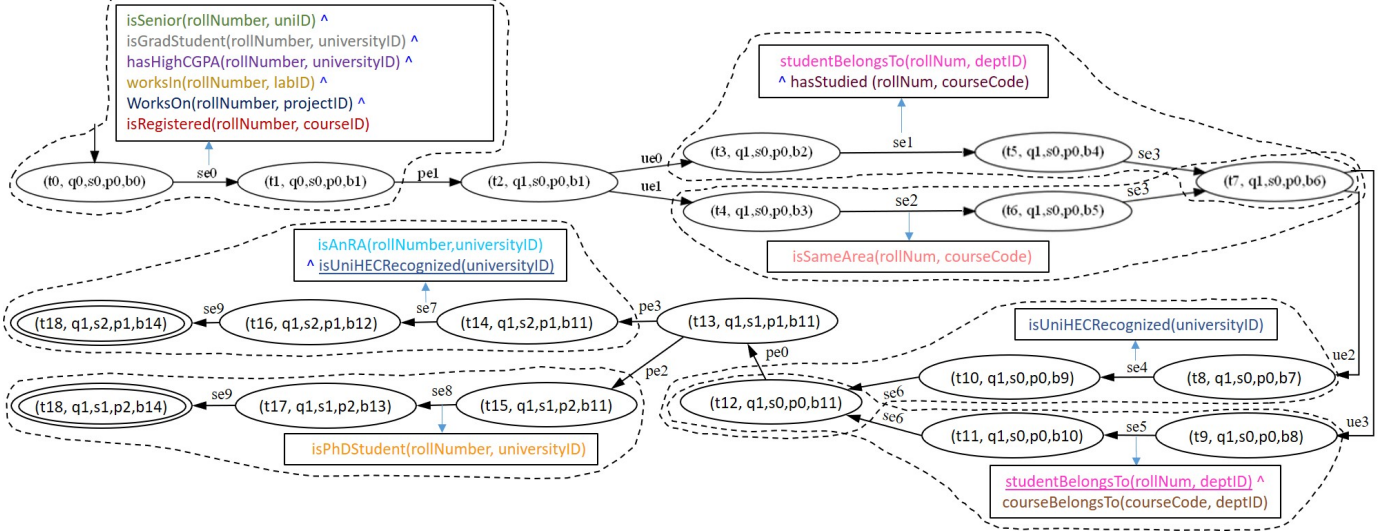 isSenior(rollNumber, uniID) ^
isGradStudent(rollNumber, universityID) ^
hasHighCGPA(rollNumber, universityID) ^
worksIn(rollNumber, labID) ^
WorksOn(rollNumber, projectID) ^
isRegistered(rollNumber, courseID)
studentBelongsTo(rollNum, deptID)
^ hasStudied (rollNum, courseCode)
(t0, q0,s0,p0,b0)
se0
(t1, q0,s0,p0,b1)
pe1
(t2, q1,s0,p0,b1)
ue0
ue1
(t3, q1,s0,p0,b2)
se1
(t5, q1,s0,p0,b4)
se3
(t4, q1,s0,p0,b3)
se2
(t6, q1,s0,p0,b5)
se3
(t7, q1,s0,p0,b6)
isSameArea(rollNum, courseCode)
isAnRA(rollNumber,universityID)
^ isUniHECRecognized(universityID)
(t18, q1,s2,p1,b14)
se9
(t16, q1,s2,p1,b12)
se7
(t14, q1,s2,p1,b11)
pe3
(t13, q1,s1,p1,b11)
pe0
pe2
isUniHECRecognized(universityID)
ue2
(t10, q1,s0,p0,b9)
se4
(t8, q1,s0,p0,b7)
se6
(t12, q1,s0,p0,b11)
se6
(t11, q1,s0,p0,b10)
se5
(t9, q1,s0,p0,b8)
ue3
(t18, q1,s1,p2,b14)
se9
(t17, q1,s1,p2,b13)
se8
(t15, q1,s1,p2,b11)
isPhDStudent(rollNumber, universityID)
studentBelongsTo(rollNum, deptID) ^
courseBelongsTo(courseCode, deptID)